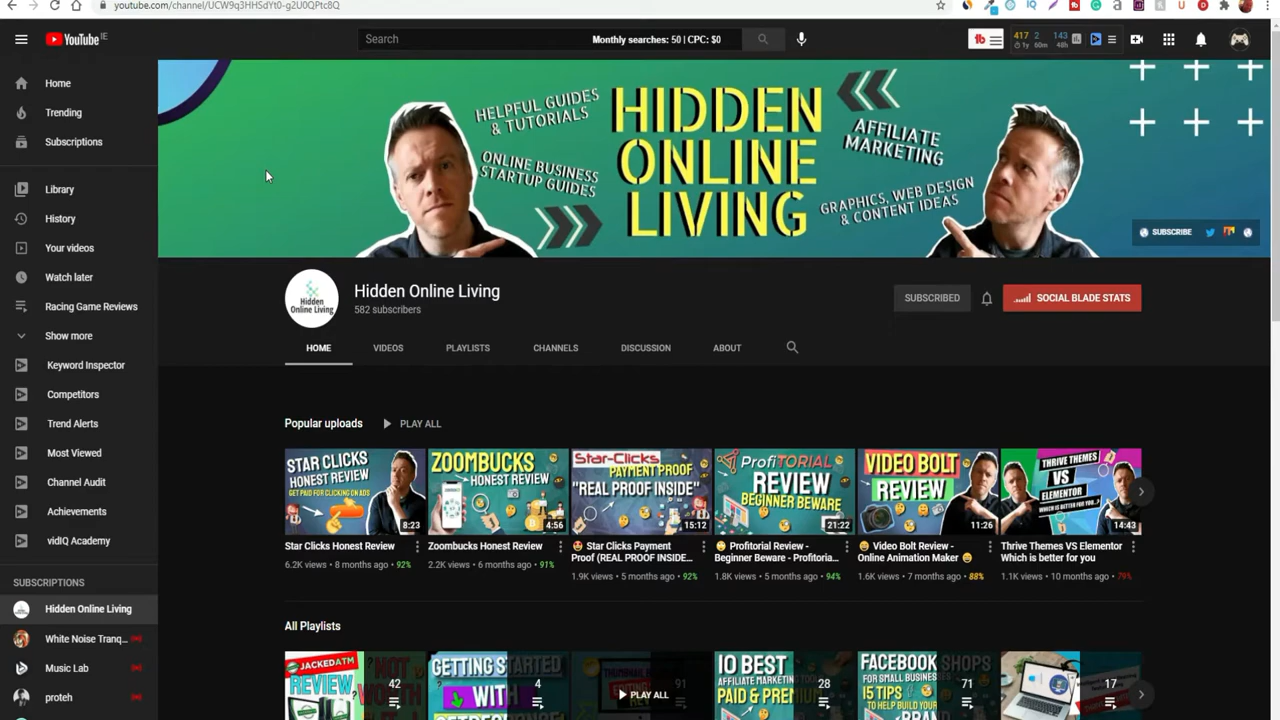 youtube.com/channel/UCW9q3HHSdYt0-g2U0QPtc8Q
YouTube IE
Search
Monthly searches: 50 | CPC: $0
417 2 143
1y 60m 48h
Home
Trending
Subscriptions
Library
History
Your videos
Watch later
Racing Game Reviews
Show more
Keyword Inspector
Competitors
Trend Alerts
Most Viewed
Channel Audit
Achievements
vidIQ Academy
SUBSCRIPTIONS
Hidden Online Living
White Noise Tranq...
Music Lab
proteh
HELPFUL GUIDES
& TUTORIALS
ONLINE BUSINESS
STARTUP GUIDES
HIDDEN
ONLINE
LIVING
AFFILIATE
MARKETING
GRAPHICS, WEB DESIGN
& CONTENT IDEAS
SUBSCRIBE
Hidden
Online Living
Hidden Online Living
582 subscribers
SUBSCRIBED
SOCIAL BLADE STATS
HOME
VIDEOS
PLAYLISTS
CHANNELS
DISCUSSION
ABOUT
Popular uploads
PLAY ALL
STAR CLICKS
HONEST REVIEW
GET PAID FOR CLICKING ON ADS
8:23
Star Clicks Honest Review
6.2K views • 8 months ago • 92%
ZOOMBUCKS
HONEST REVIEW
4:56
Zoombucks Honest Review
2.2K views • 6 months ago • 91%
Star-Clicks
PAYMENT PROOF
"REAL PROOF INSIDE"
15:12
🤩 Star Clicks Payment
Proof (REAL PROOF INSIDE...
1.9K views • 5 months ago • 92%
PROFITORIAL
REVIEW
BEGINNER BEWARE
21:22
Profitorial Review -
Beginner Beware - Profitoria...
1.8K views • 5 months ago • 94%
VIDEO BOLT
REVIEW
11:26
Video Bolt Review -
Online Animation Maker
1.6K views • 7 months ago • 88%
THRIVE THEMES
VS
ELEMENTOR
WHICH IS BETTER FOR YOU...?
14:43
Thrive Themes VS Elementor
Which is better for you
1.1K views • 10 months ago • 79%
All Playlists
JACKEDATM
REVIEW
NOT
WORTH
42
GETTING STARTED
WITH
4
PLAY ALL
91
10 BEST
AFFILIATE MARKETING
PAID & PREMIUM
28
FACEBOOK SHOPS
FOR SMALL BUSINESS
15 TIPS
TO HELP BUILD
71
17